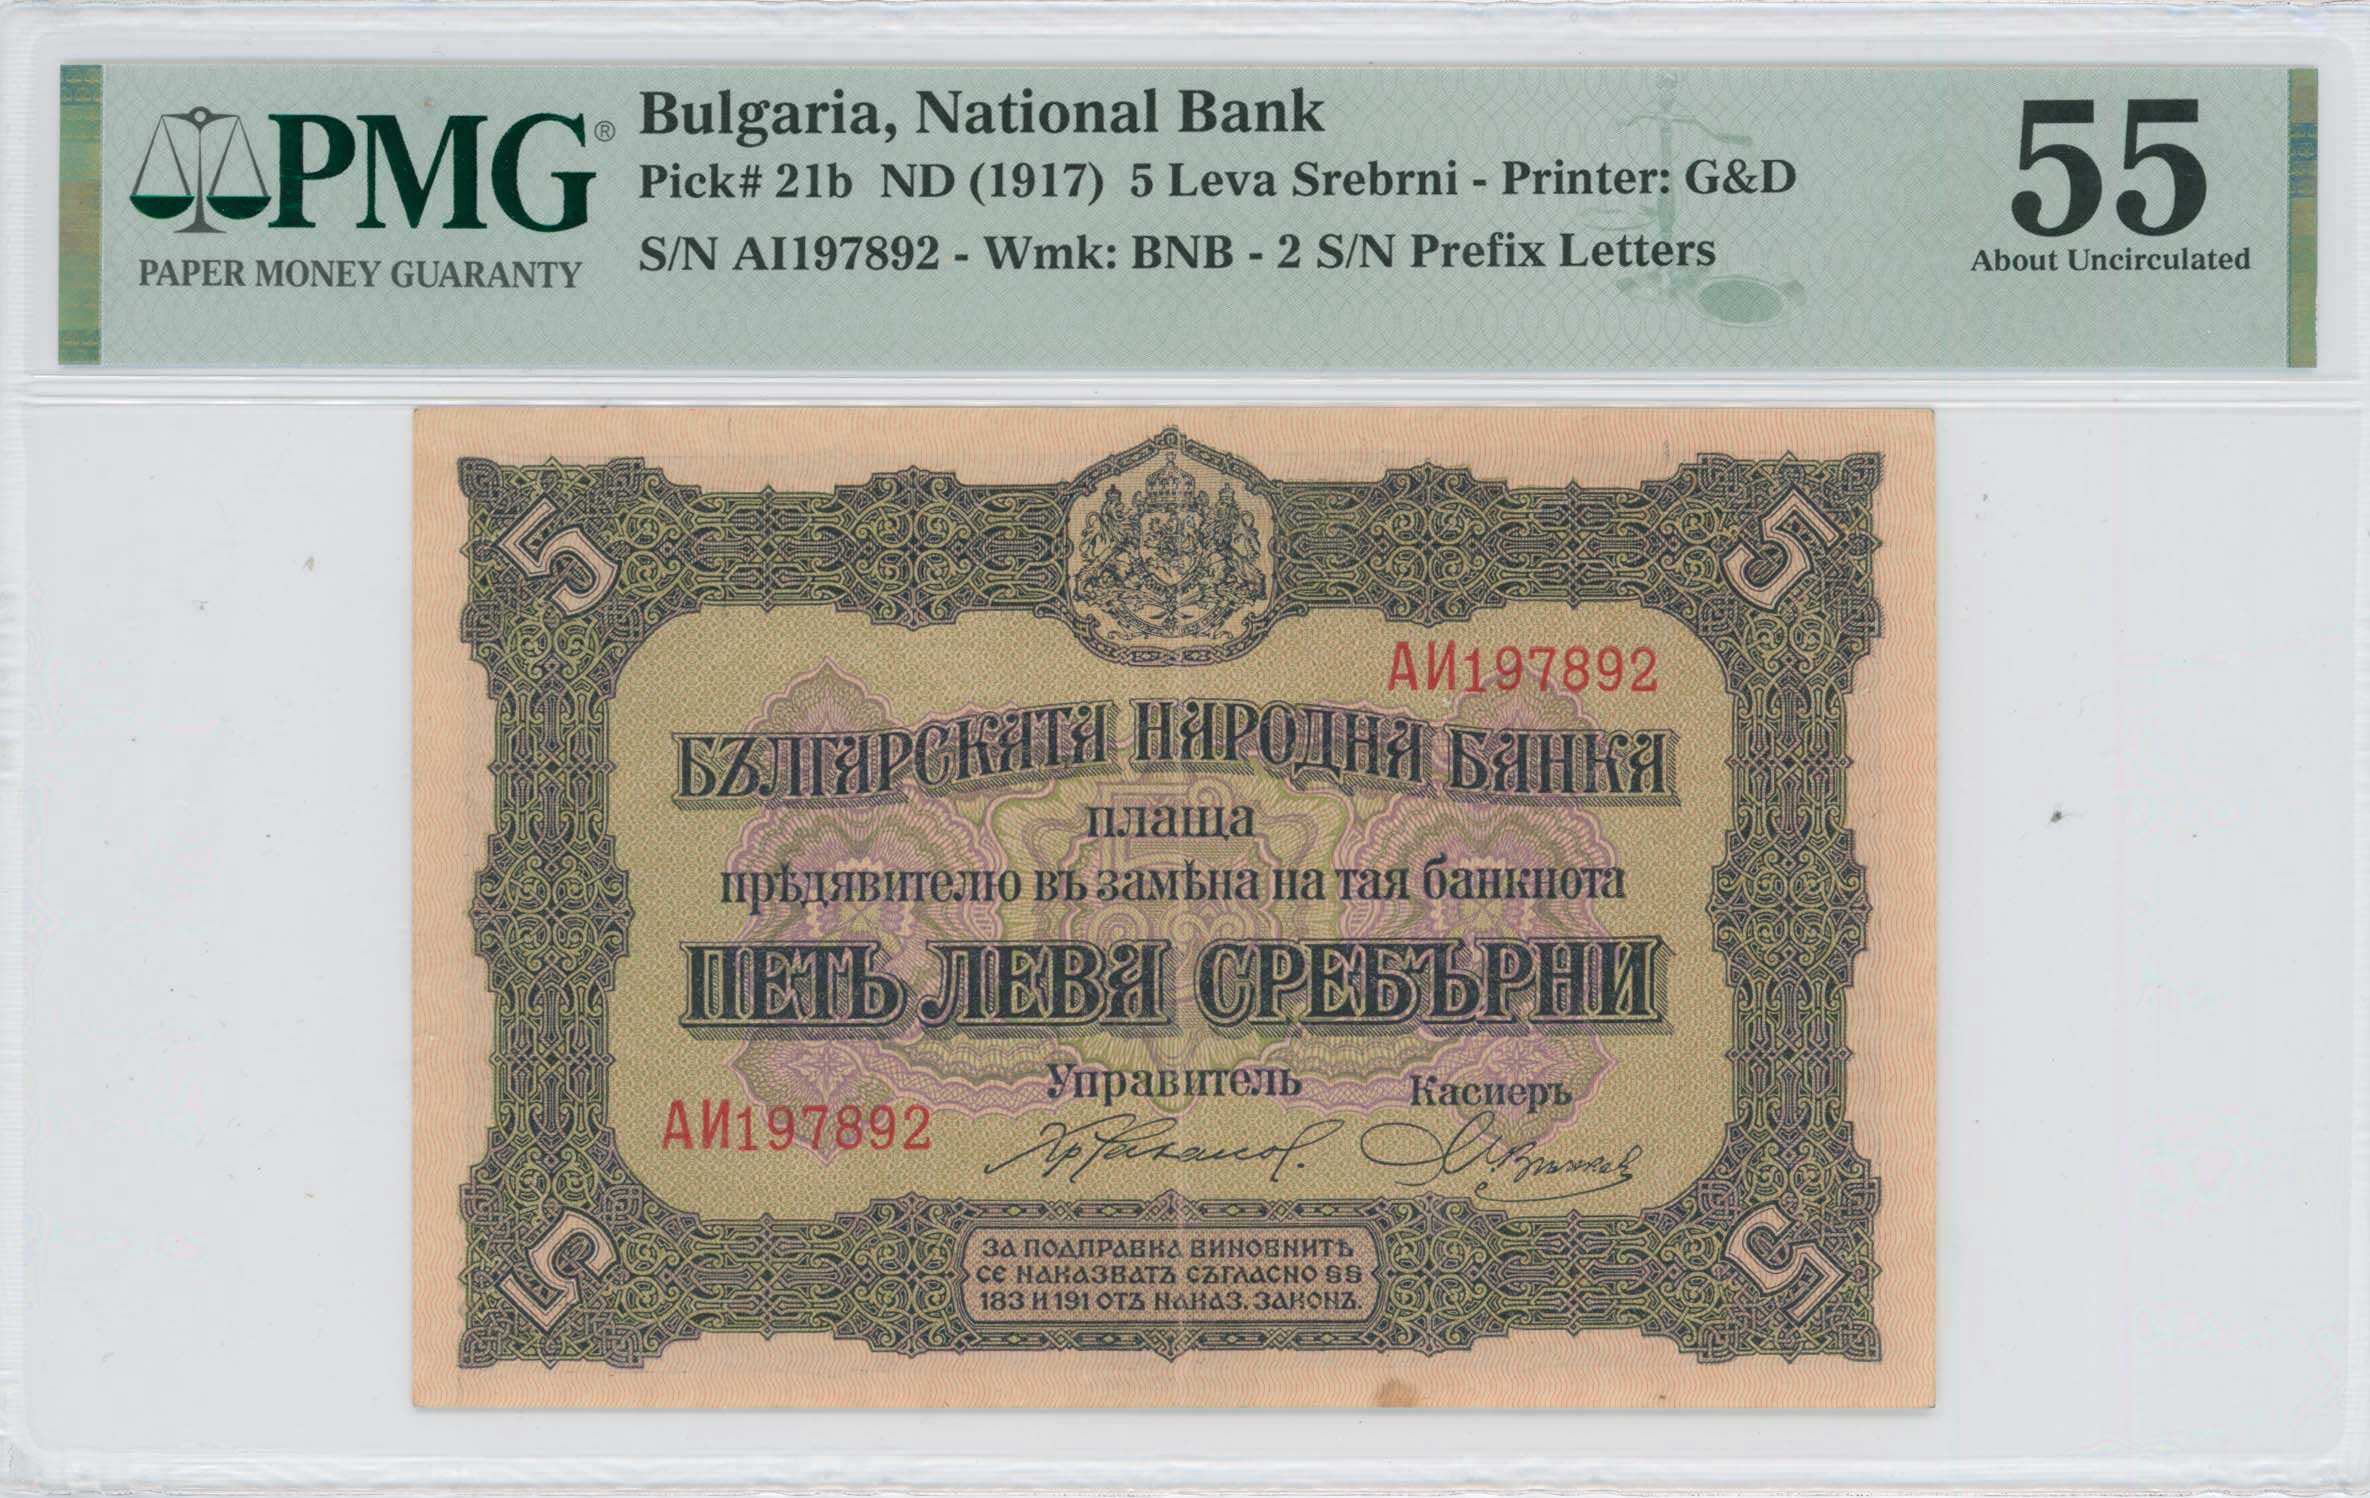 PMG®
PAPER MONEY GUARANTY
Bulgaria, National Bank
Pick# 21b ND (1917) 5 Leva Srebrni - Printer: G&D
S/N AI197892 - Wmk: BNB - 2 S/N Prefix Letters
55
About Uncirculated
5
5
АИ197892
БЪЛГАРСКАТА НАРОДНА БАНКА
плаща
прѣдявителю въ замѣна на тая банкнота
ПЕТЬ ЛЕВА СРЕБЪРНИ
Управитель
Касиеръ
АИ197892
5
5
ЗА ПОДПРАВКА ВИНОВНИТѢ
СЕ НАКАЗВАТЪ СЪГЛАСНО §§
183 И 191 ОТЪ НАКАЗ. ЗАКОНЪ.